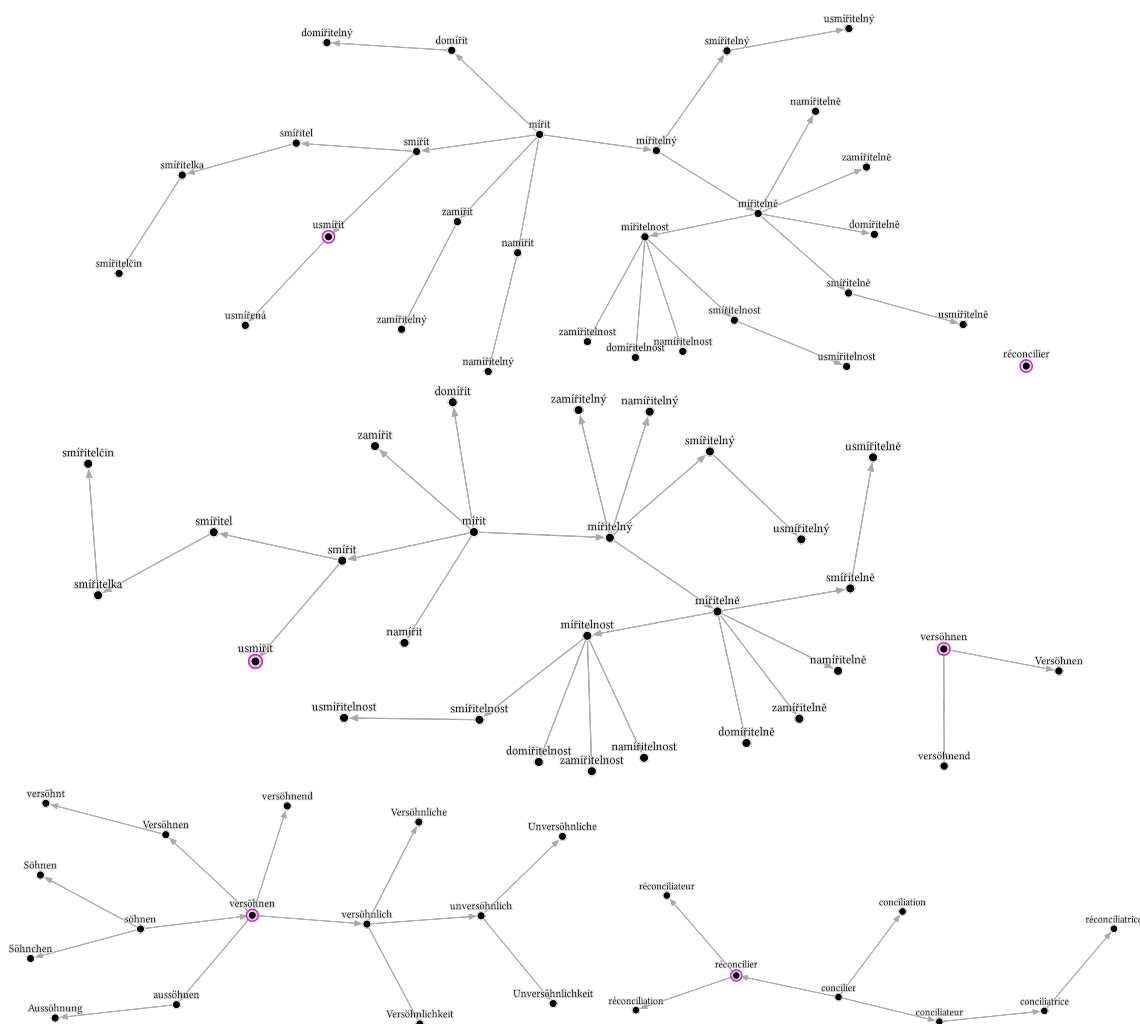 usmířitelný
domířitelný
domířit
smířitelný
namířitelně
mířit
smířitel
smířit
mířitelný
zamířitelně
smířitelka
mířitelně
zamířit
usmířit
mířitelnost
domířitelně
namířit
smířitelčin
smířitelně
usmířená
zamířitelný
smířitelnost
usmířitelně
zamířitelnost
domířitelnost
namířitelnost
usmířitelnost
réconcilier
namířitelný
domířit
zamířitelný
namířitelný
zamířit
smířitelný
usmířitelně
smířitelčin
smířitel
mířit
mířitelný
usmířitelný
smířit
smířitelka
smířitelně
mířitelně
mířitelnost
namířit
versöhnen
usmířit
namířitelně
Versöhnen
usmířitelnost
smířitelnost
zamířitelně
domířitelně
domířitelnost
zamířitelnost
namířitelnost
versöhnend
versöhnt
versöhnend
Versöhnen
Versöhnliche
Unversöhnliche
Söhnen
réconciliateur
conciliation
söhnen
versöhnen
versöhnlich
unversöhnlich
réconciliatrice
Söhnchen
réconcilier
concilier
Aussöhnung
aussöhnen
Versöhnlichkeit
Unversöhnlichkeit
réconciliation
conciliateur
conciliatrice